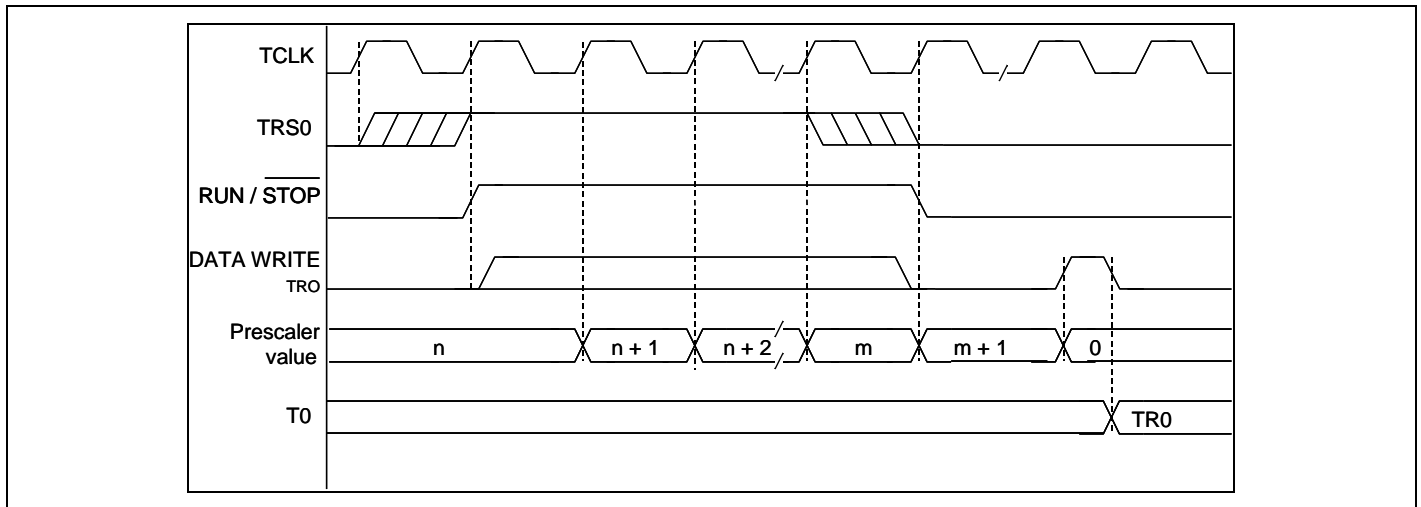 TCLK
TRS0
RUN / STOP
DATA WRITE
TRO
Prescaler
value
n
n + 1
n + 2
m
m + 1
0
T0
TR0